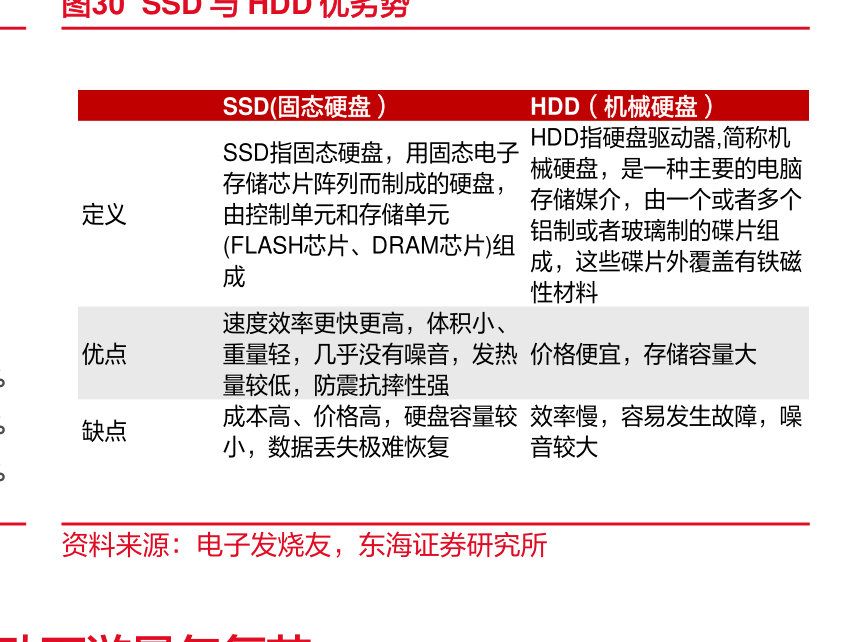 图30 SSD 与 HDD 优劣势
SSD(固态硬盘） HDD（机械硬盘）
定义
SSD指固态硬盘，用固态电子
存储芯片阵列而制成的硬盘，
由控制单元和存储单元
(FLASH芯片、DRAM芯片)组
成
HDD指硬盘驱动器,简称机
械硬盘，是一种主要的电脑
存储媒介，由一个或者多个
铝制或者玻璃制的碟片组
成，这些碟片外覆盖有铁磁
性材料
优点
速度效率更快更高，体积小、
重量轻，几乎没有噪音，发热
量较低，防震抗摔性强
价格便宜，存储容量大
缺点
成本高、价格高，硬盘容量较
小，数据丢失极难恢复
效率慢，容易发生故障，噪
音较大
资料来源：电子发烧友，东海证券研究所